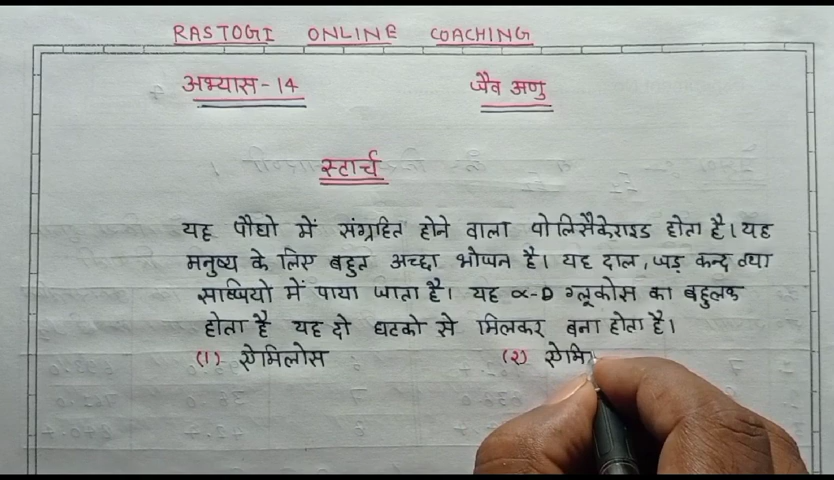 RASTOGI ONLINE COACHING
अभ्यास-14 जैव अणु
स्टार्च
यह पौधो में संग्रहित होने वाला पोलिसैकेराइड होता है। यह
मनुष्य के लिए बहुत अच्छा भोजन है। यह दाल, जड़ कन्द तथा
सब्जियो में पाया जाता है। यह α-D ग्लूकोस का बहुलक
होता है यह दो घटको से मिलकर बना होता है।
(1) ऐमिलोस (2) ऐमि